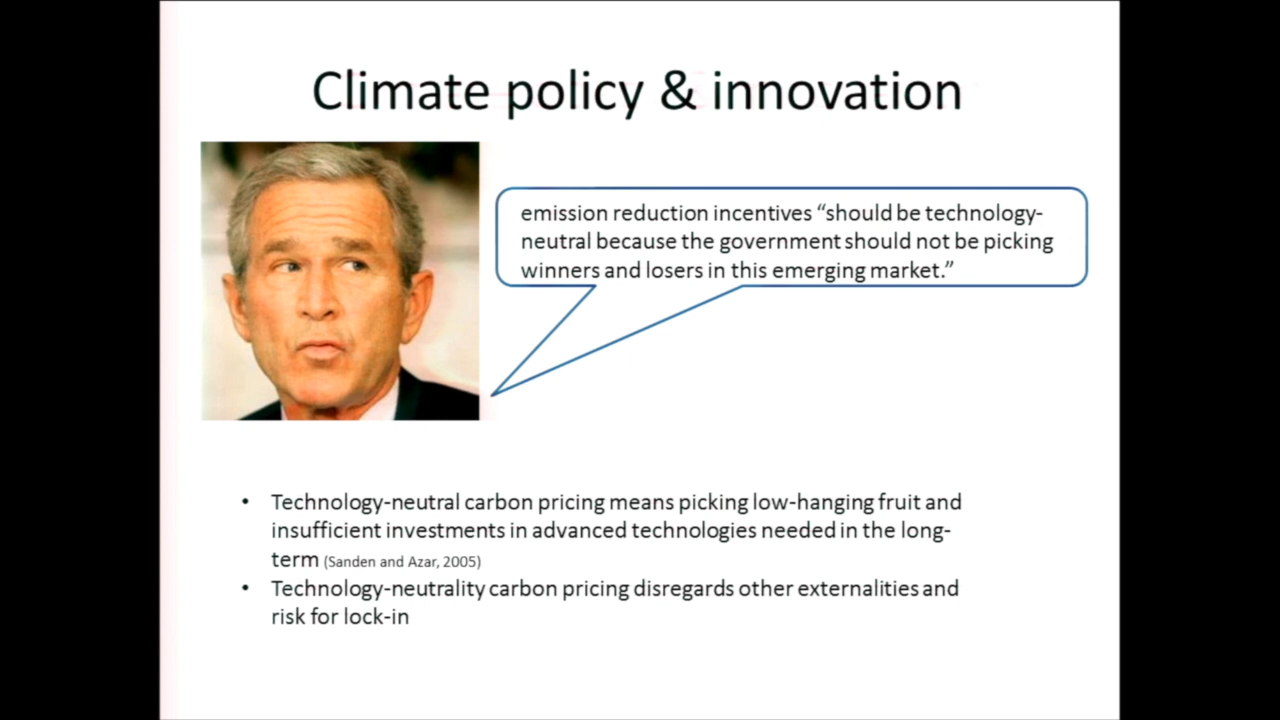 Climate policy & innovation
emission reduction incentives “should be technology-
neutral because the government should not be picking
winners and losers in this emerging market.”
• Technology-neutral carbon pricing means picking low-hanging fruit and
insufficient investments in advanced technologies needed in the long-
term (Sanden and Azar, 2005)
• Technology-neutrality carbon pricing disregards other externalities and
risk for lock-in